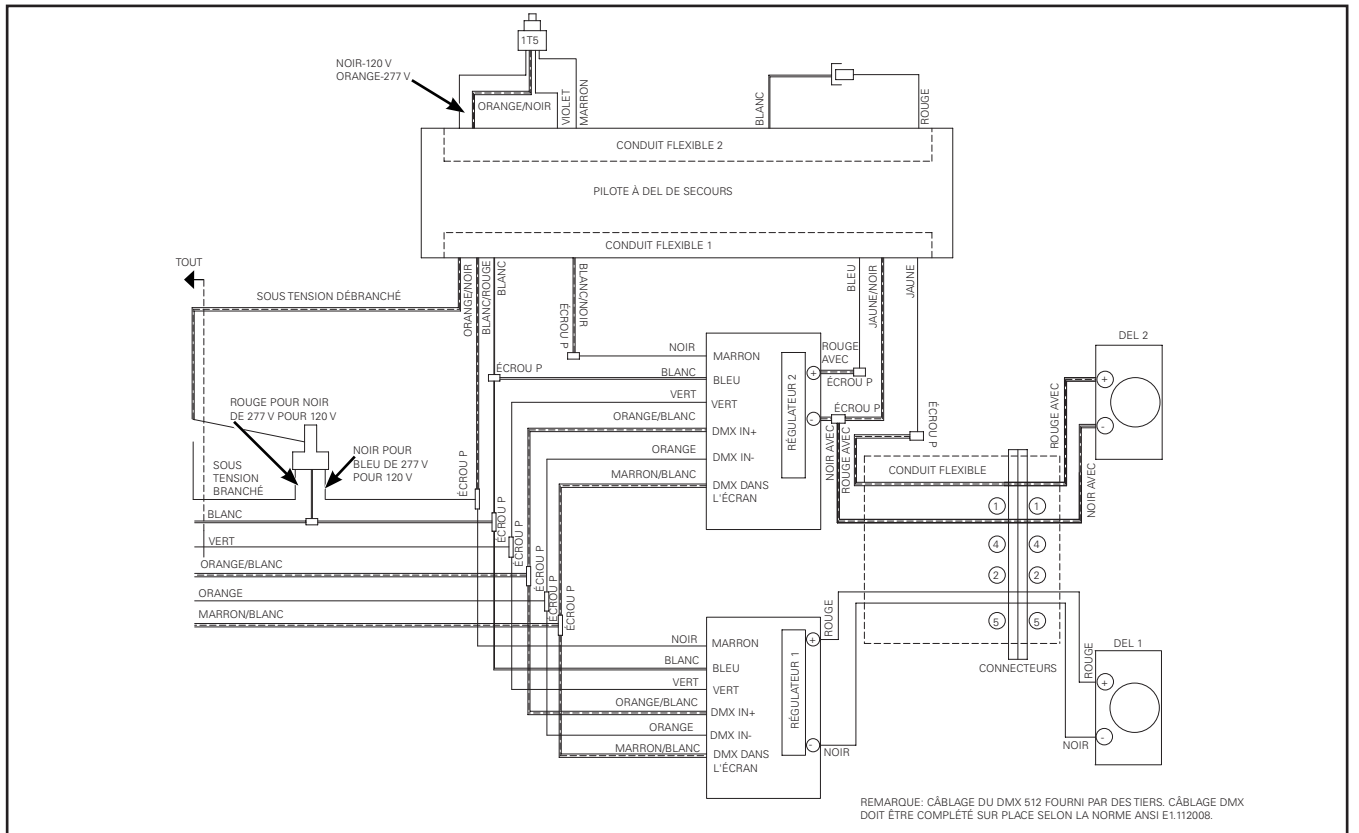 1T5
NOIR-120 V
ORANGE-277 V
ORANGE/NOIR
VIOLET
MARRON
BLANC
ROUGE
CONDUIT FLEXIBLE 2
PILOTE À DEL DE SECOURS
CONDUIT FLEXIBLE 1
TOUT
SOUS TENSION DÉBRANCHÉ
ORANGE/NOIR
BLANC/ROUGE
BLANC
BLANC/NOIR
ÉCROU P
BLEU
JAUNE/NOIR
JAUNE
NOIR
MARRON
ROUGE
AVEC
+
ÉCROU P
BLANC
BLEU
ÉCROU P
VERT
VERT
RÉGULATEUR 2
ÉCROU P
-
ORANGE/BLANC
DMX IN+
ORANGE
DMX IN-
MARRON/BLANC
DMX DANS
L'ÉCRAN
NOIR AVEC
ROUGE AVEC
ÉCROU P
DEL 2
+
-
ROUGE AVEC
NOIR AVEC
ROUGE POUR NOIR
DE 277 V POUR 120 V
NOIR POUR
BLEU DE 277 V
POUR 120 V
SOUS
TENSION
BRANCHÉ
ÉCROU P
CONDUIT FLEXIBLE
1
1
4
4
2
2
5
5
CONNECTEURS
BLANC
ÉCROU P
VERT
ORANGE/BLANC
ÉCROU P
ORANGE
ÉCROU P
MARRON/BLANC
ÉCROU P
NOIR
MARRON
+
ROUGE
BLANC
BLEU
VERT
VERT
RÉGULATEUR 1
ORANGE/BLANC
DMX IN+
ORANGE
DMX IN-
-
NOIR
MARRON/BLANC
DMX DANS
L'ÉCRAN
DEL 1
ROUGE
+
-
NOIR
REMARQUE: CÂBLAGE DU DMX 512 FOURNI PAR DES TIERS. CÂBLAGE DMX
DOIT ÊTRE COMPLÉTÉ SUR PLACE SELON LA NORME ANSI E1.112008.